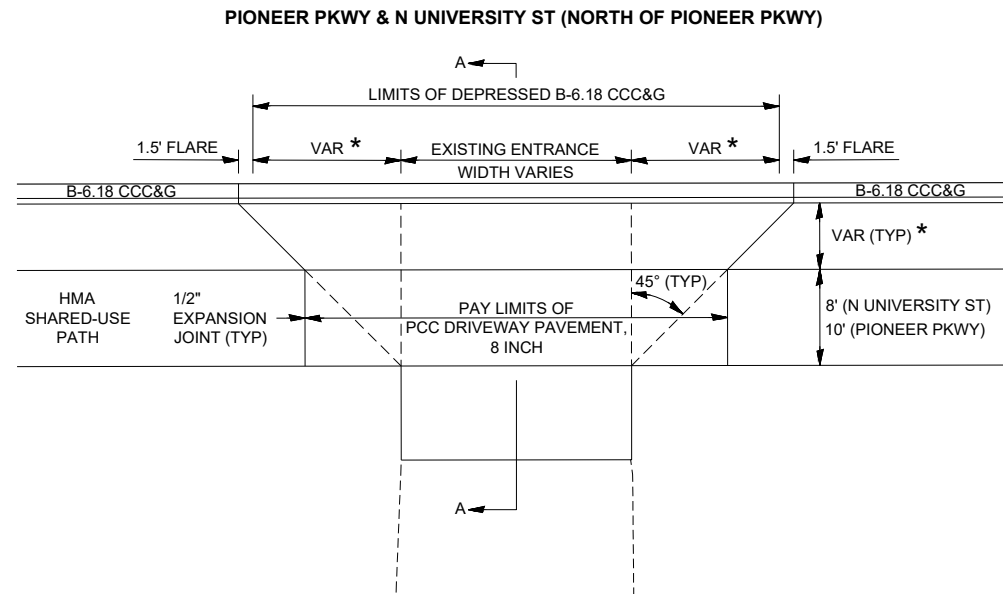 PIONEER PKWY & N UNIVERSITY ST (NORTH OF PIONEER PKWY)
A
LIMITS OF DEPRESSED B-6.18 CCC&G
1.5' FLARE
VAR *
EXISTING ENTRANCE
WIDTH VARIES
VAR *
1.5' FLARE
B-6.18 CCC&G
B-6.18 CCC&G
VAR (TYP) *
45° (TYP)
HMA
SHARED-USE
PATH
1/2"
EXPANSION
JOINT (TYP)
PAY LIMITS OF
PCC DRIVEWAY PAVEMENT,
8 INCH
8' (N UNIVERSITY ST)
10' (PIONEER PKWY)
A